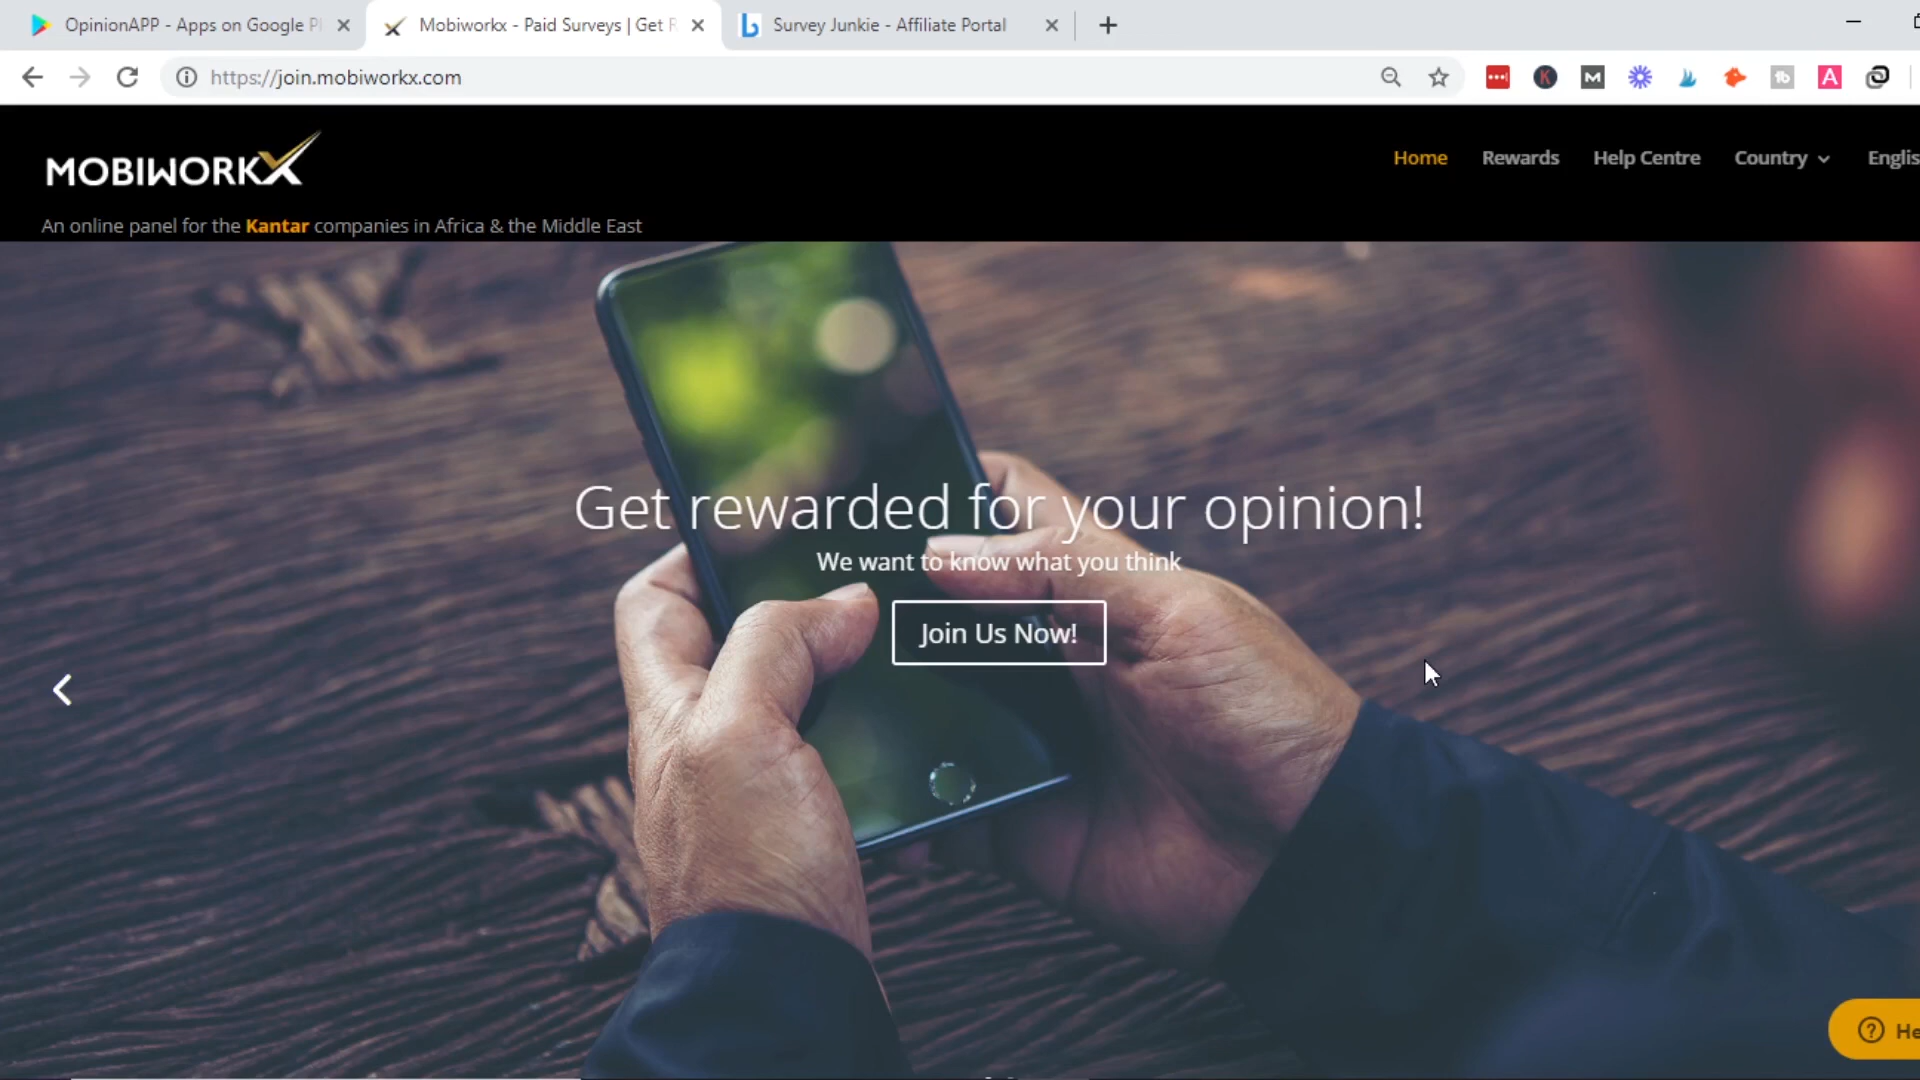 OpinionAPP - Apps on Google Pl
Mobiworkx - Paid Surveys | Get R
Survey Junkie - Affiliate Portal
https://join.mobiworkx.com
MOBIWORKX
Home
Rewards
Help Centre
Country
Englis
An online panel for the Kantar companies in Africa & the Middle East
Get rewarded for your opinion!
We want to know what you think
Join Us Now!
He